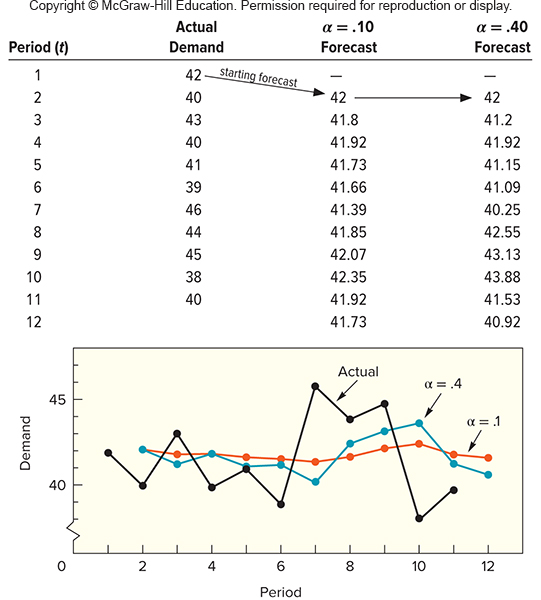 Copyright © McGraw-Hill Education. Permission required for reproduction or display.
Actual α = .10 α = .40
Period (t) Demand Forecast Forecast
1 42 starting forecast — —
2 40 42 42
3 43 41.8 41.2
4 40 41.92 41.92
5 41 41.73 41.15
6 39 41.66 41.09
7 46 41.39 40.25
8 44 41.85 42.55
9 45 42.07 43.13
10 38 42.35 43.88
11 40 41.92 41.53
12 41.73 40.92
Actual
α = .4
45
α = .1
Demand
40
0 2 4 6 8 10 12
Period